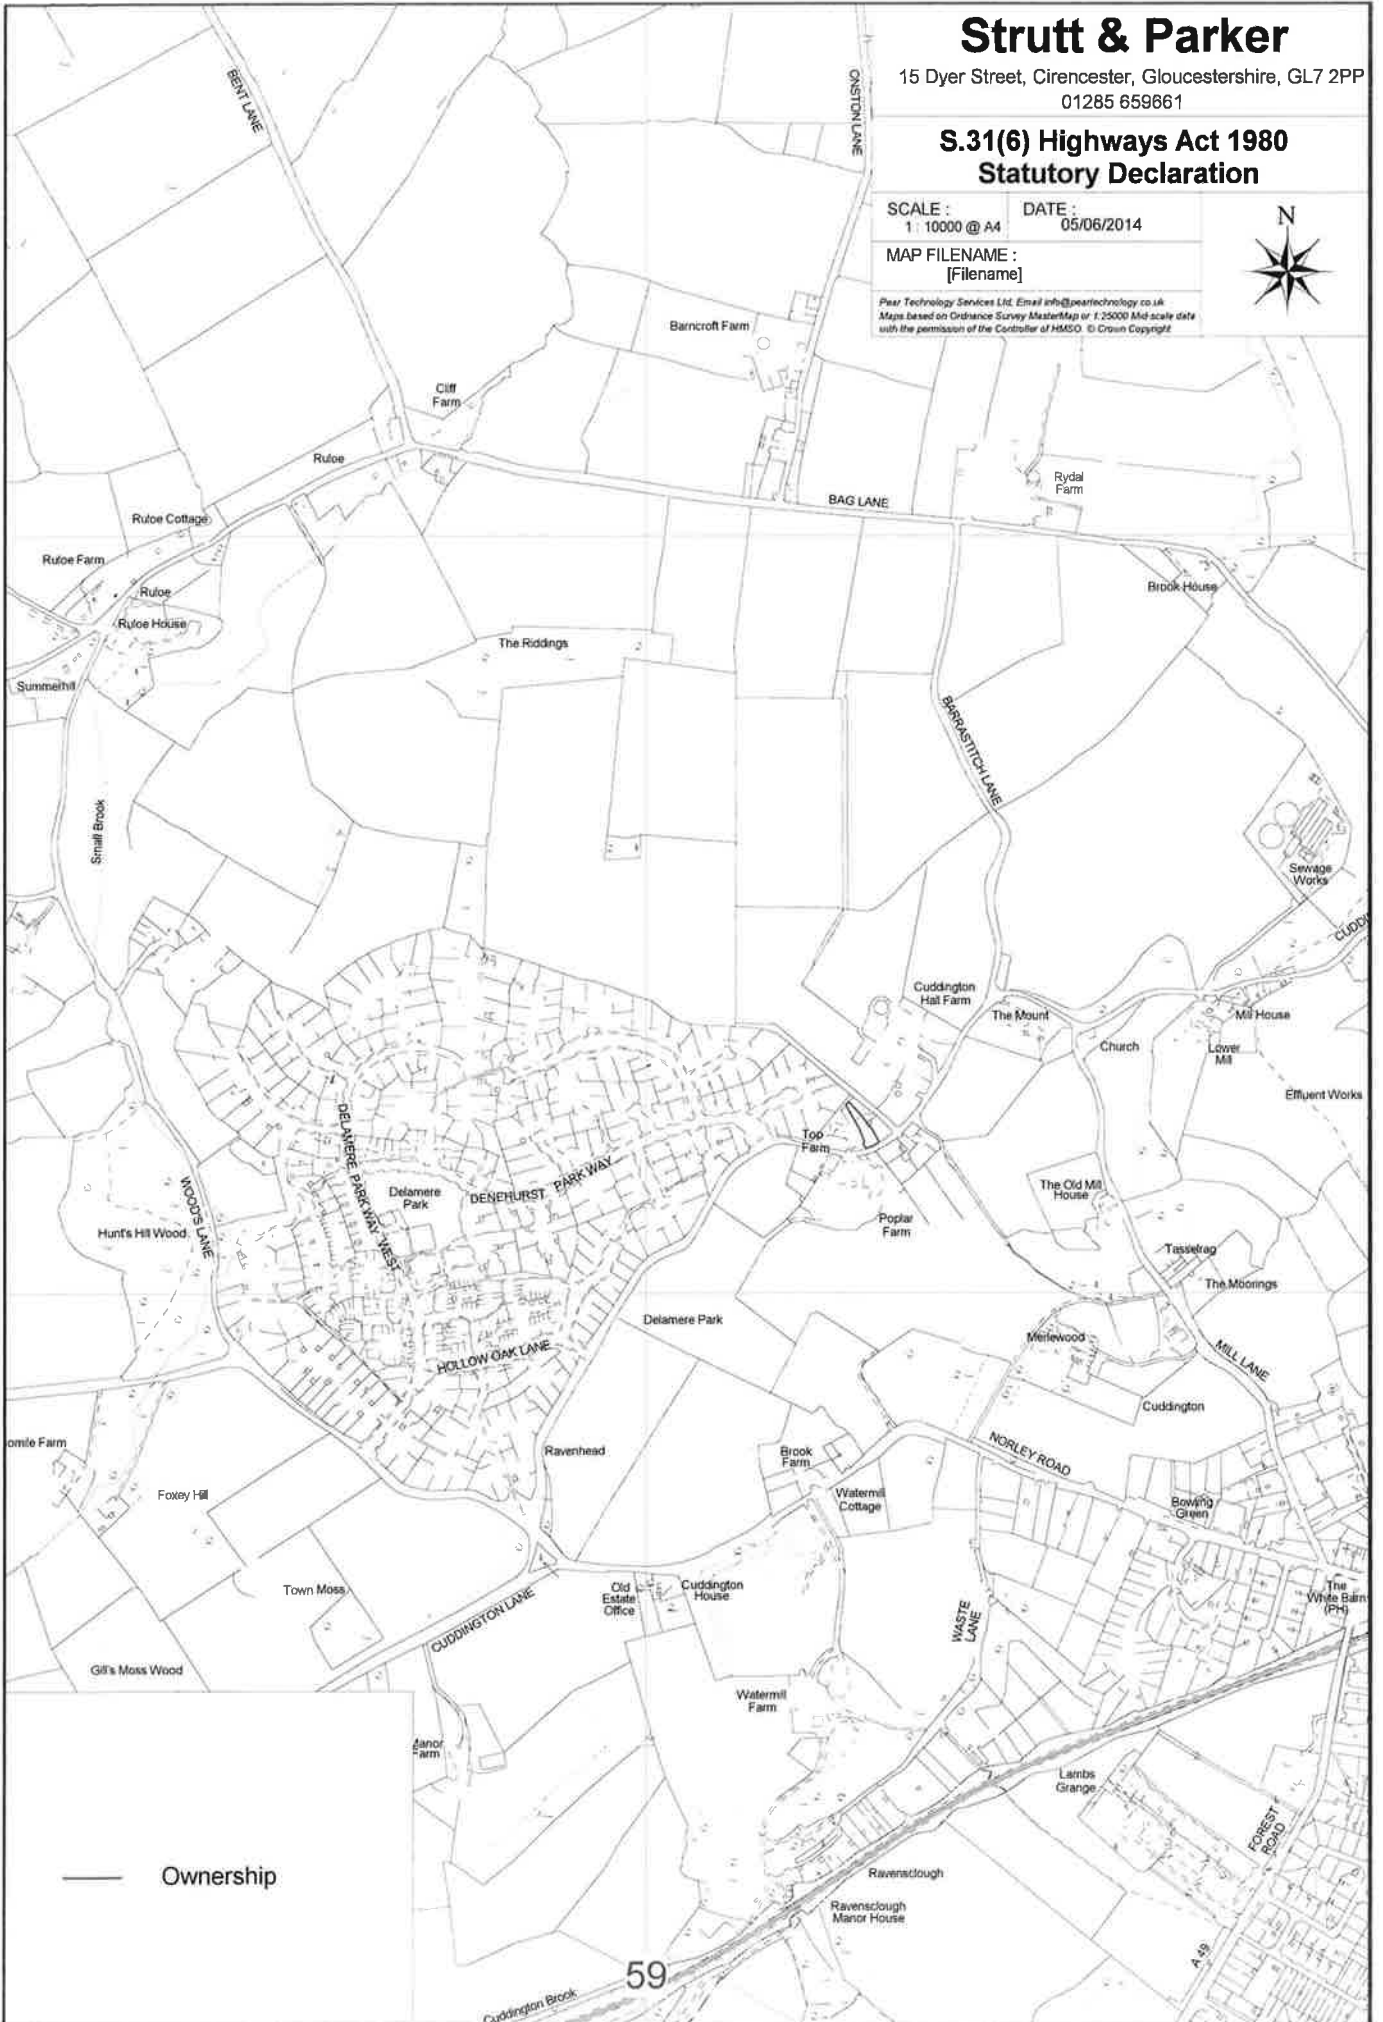 Strutt & Parker
15 Dyer Street, Cirencester, Gloucestershire, GL7 2PP
01285 659661
S.31(6) Highways Act 1980
Statutory Declaration
SCALE :
1 : 10000 @ A4
DATE :
05/06/2014
N
MAP FILENAME :
[Filename]
Pear Technology Services Ltd, Email info@peartechnology.co.uk
Maps based on Ordnance Survey MasterMap or 1:25000 Mid-scale data
with the permission of the Controller of HMSO. © Crown Copyright
BENT LANE
ONSTON LANE
Barncroft Farm
Cliff
Farm
Ruloe
Rydal
Farm
BAG LANE
Ruloe Cottage
Ruloe Farm
Ruloe
Brook House
Ruloe House
The Riddings
Summerhill
BARRASTITCH LANE
Small Brook
Sewage
Works
CUDDI
Cuddington
Hall Farm
The Mount
Mill House
Church
Lower
Mill
Effluent Works
DELAMERE PARKWAY WEST
Top
Farm
DENEHURST PARK WAY
Delamere
Park
WOOD'S LANE
The Old Mill
House
Poplar
Farm
Hunt's Hill Wood
Tasselrag
The Moorings
Delamere Park
Merlewood
MILL LANE
HOLLOW OAK LANE
Cuddington
omile Farm
Ravenhead
NORLEY ROAD
Brook
Farm
Foxey Hill
Watermill
Cottage
Bowling
Green
Town Moss
Old
Estate
Office
Cuddington
House
The
White Barn
(PH)
CUDDINGTON LANE
WASTE
LANE
Gill's Moss Wood
Watermill
Farm
Manor
Farm
Lambs
Grange
FOREST
ROAD
Ownership
Ravensclough
Ravensclough
Manor House
A 49
59
Cuddington Brook